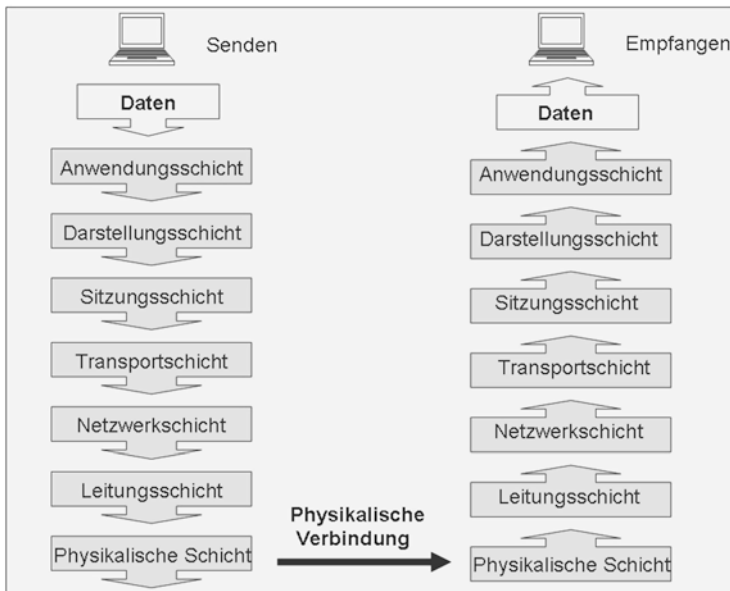 Senden
Daten
Anwendungsschicht
Darstellungsschicht
Sitzungsschicht
Transportschicht
Netzwerkschicht
Leitungsschicht
Physikalische Schicht
Physikalische
Verbindung
Empfangen
Daten
Anwendungsschicht
Darstellungsschicht
Sitzungsschicht
Transportschicht
Netzwerkschicht
Leitungsschicht
Physikalische Schicht